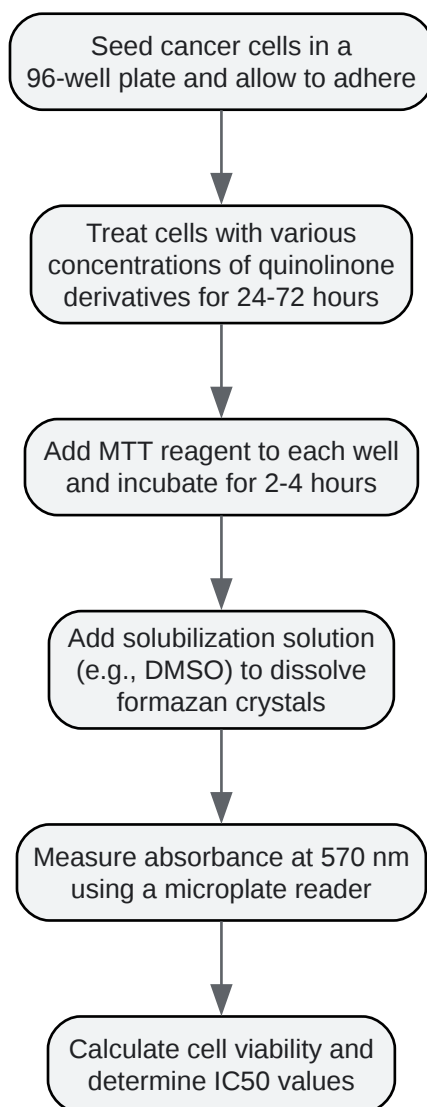 Seed cancer cells in a
96-well plate and allow to adhere
Treat cells with various
concentrations of quinolinone
derivatives for 24-72 hours
Add MTT reagent to each well
and incubate for 2-4 hours
Add solubilization solution
(e.g., DMSO) to dissolve
formazan crystals
Measure absorbance at 570 nm
using a microplate reader
Calculate cell viability and
determine IC50 values